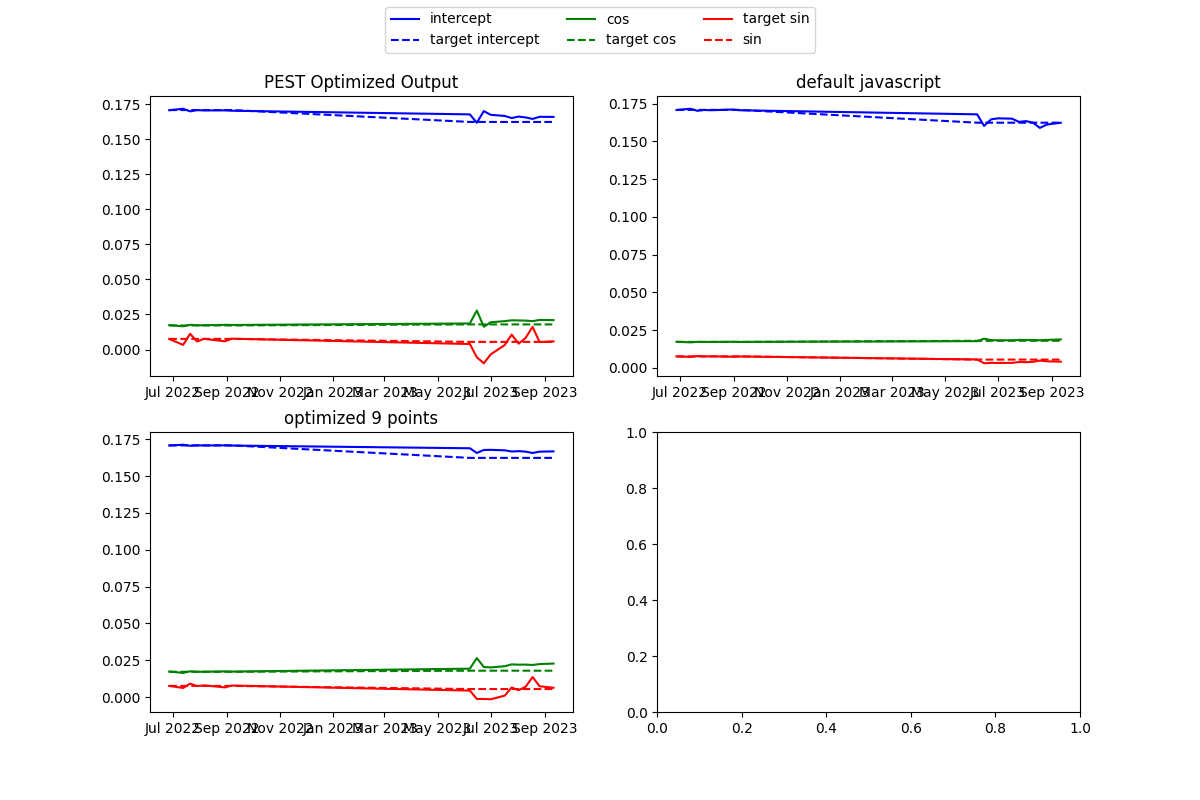 intercept cos target sin
target intercept target cos sin
PEST Optimized Output default javascript
0.175 0.175
0.150 0.150
0.125 0.125
0.100 0.100
0.075 0.075
0.050 0.050
0.025 0.025
0.000 0.000
Jul 2022 Sep 2022 Nov 2022 Jan 2023 Mar 2023 May 2023 Jul 2023 Sep 2023 Jul 2022 Sep 2022 Nov 2022 Jan 2023 Mar 2023 May 2023 Jul 2023 Sep 2023
optimized 9 points
0.175 1.0
0.150 0.8
0.125
0.100 0.6
0.075 0.4
0.050
0.025 0.2
0.000 0.0
Jul 2022 Sep 2022 Nov 2022 Jan 2023 Mar 2023 May 2023 Jul 2023 Sep 2023 0.0 0.2 0.4 0.6 0.8 1.0